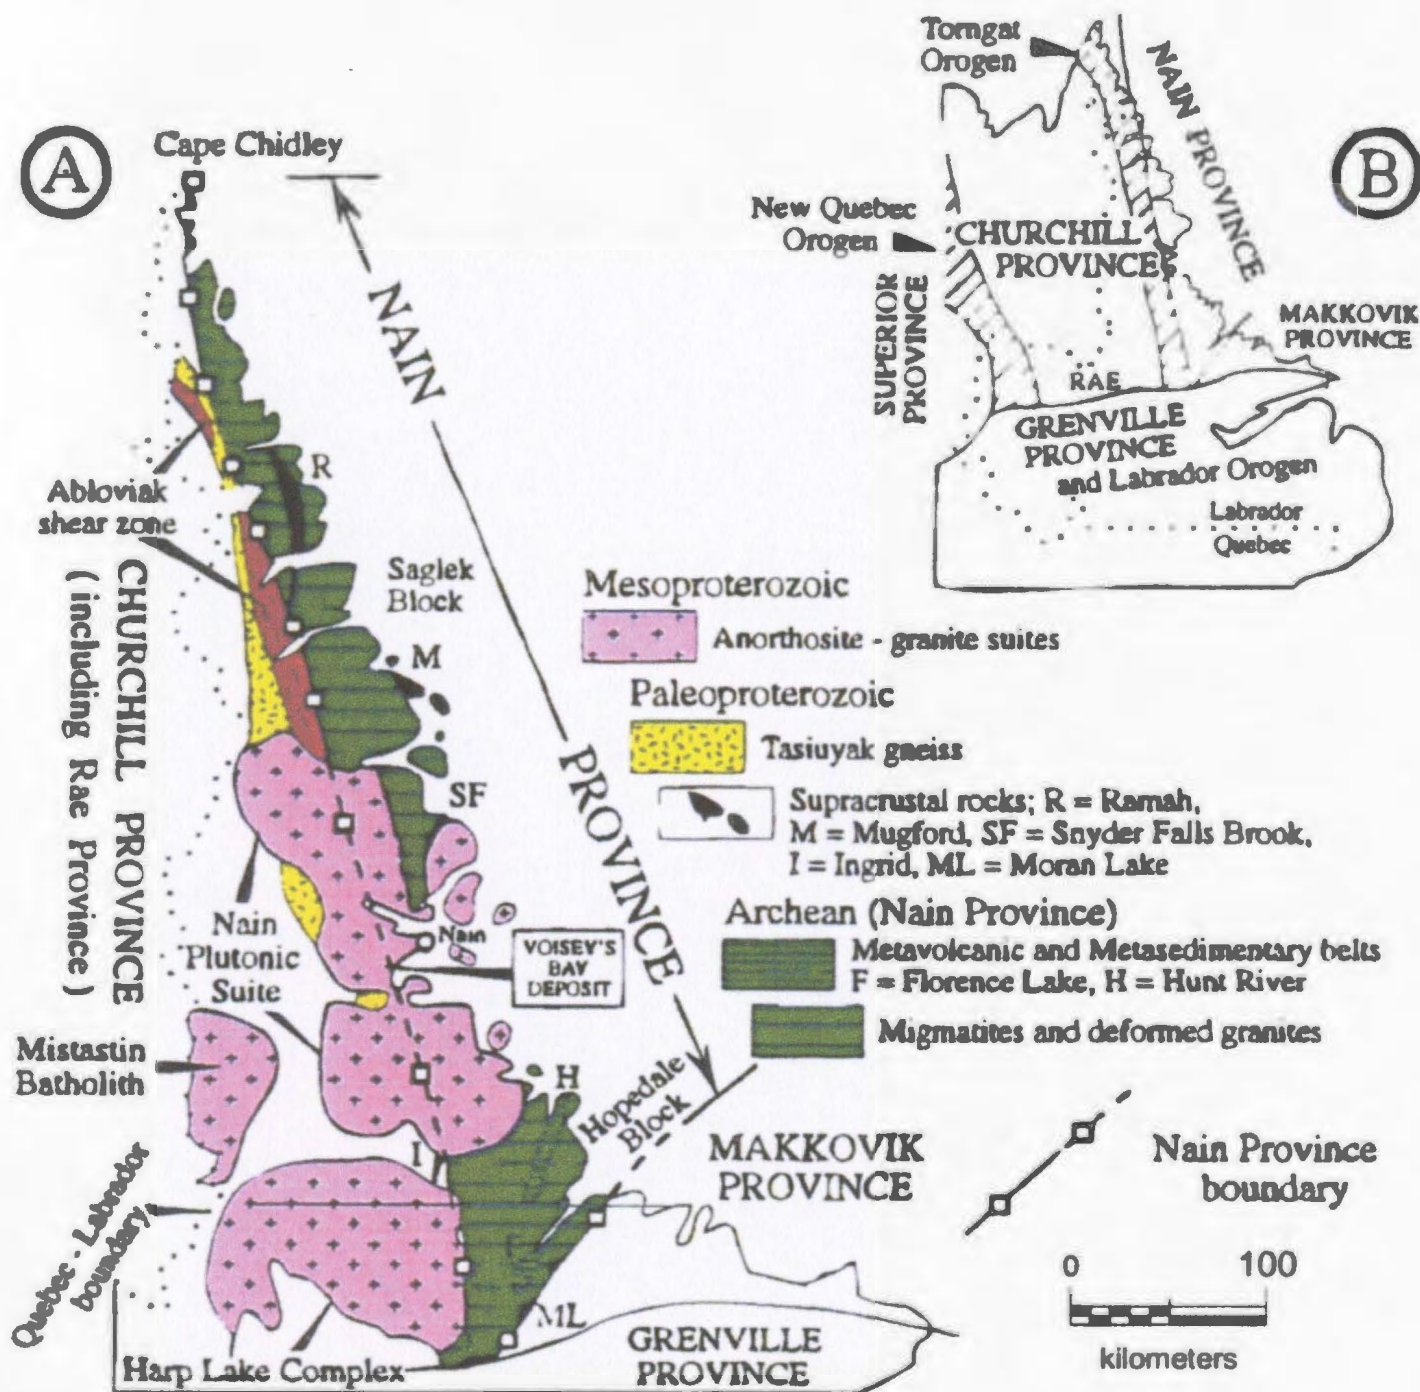 A
Cape Chidley
NAIN
PROVINCE
R
Abloviak
shear zone
Saglek
Block
M
SF
CHURCHILL PROVINCE
(including Rae Province)
Nain
Plutonic
Suite
Nain
VOISEY'S
BAY
DEPOSIT
Mistastin
Batholith
H
Hopedale
Block
I
MAKKOVIK
PROVINCE
Quebec - Labrador
boundary
ML
Harp Lake Complex
GRENVILLE
PROVINCE
B
Torngat
Orogen
NAIN PROVINCE
New Quebec
Orogen
CHURCHILL
PROVINCE
SUPERIOR
PROVINCE
MAKKOVIK
PROVINCE
RAE
GRENVILLE
PROVINCE
and Labrador Orogen
Labrador
Quebec
Mesoproterozoic
Anorthosite - granite suites
Paleoproterozoic
Tasiuyak gneiss
Supracrustal rocks; R = Ramah,
M = Mugford, SF = Snyder Falls Brook,
I = Ingrid, ML = Moran Lake
Archean (Nain Province)
Metavolcanic and Metasedimentary belts
F = Florence Lake, H = Hunt River
Migmatites and deformed granites
Nain Province
boundary
0 100
kilometers